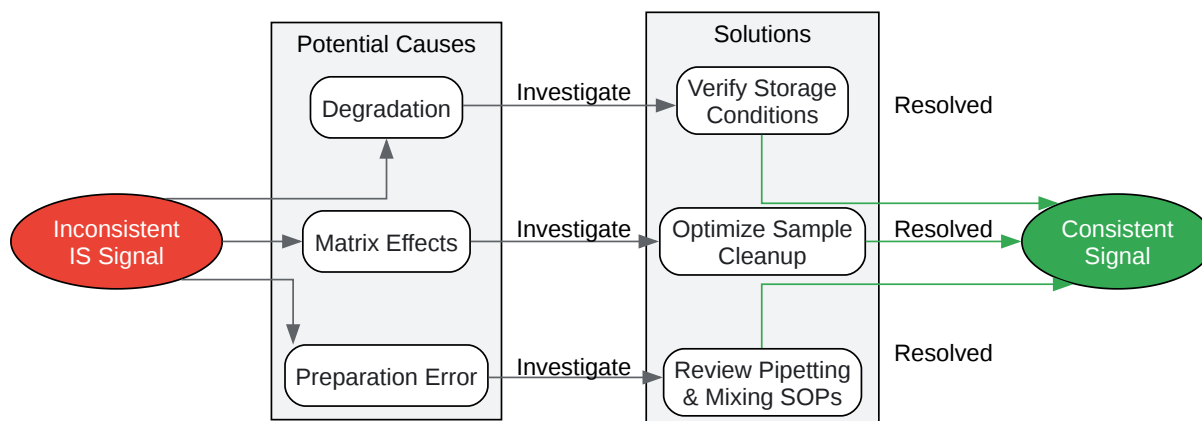 Potential Causes
Solutions
Degradation
Investigate
Verify Storage
Conditions
Resolved
Inconsistent
IS Signal
Matrix Effects
Investigate
Optimize Sample
Cleanup
Resolved
Consistent
Signal
Preparation Error
Investigate
Review Pipetting
& Mixing SOPs
Resolved